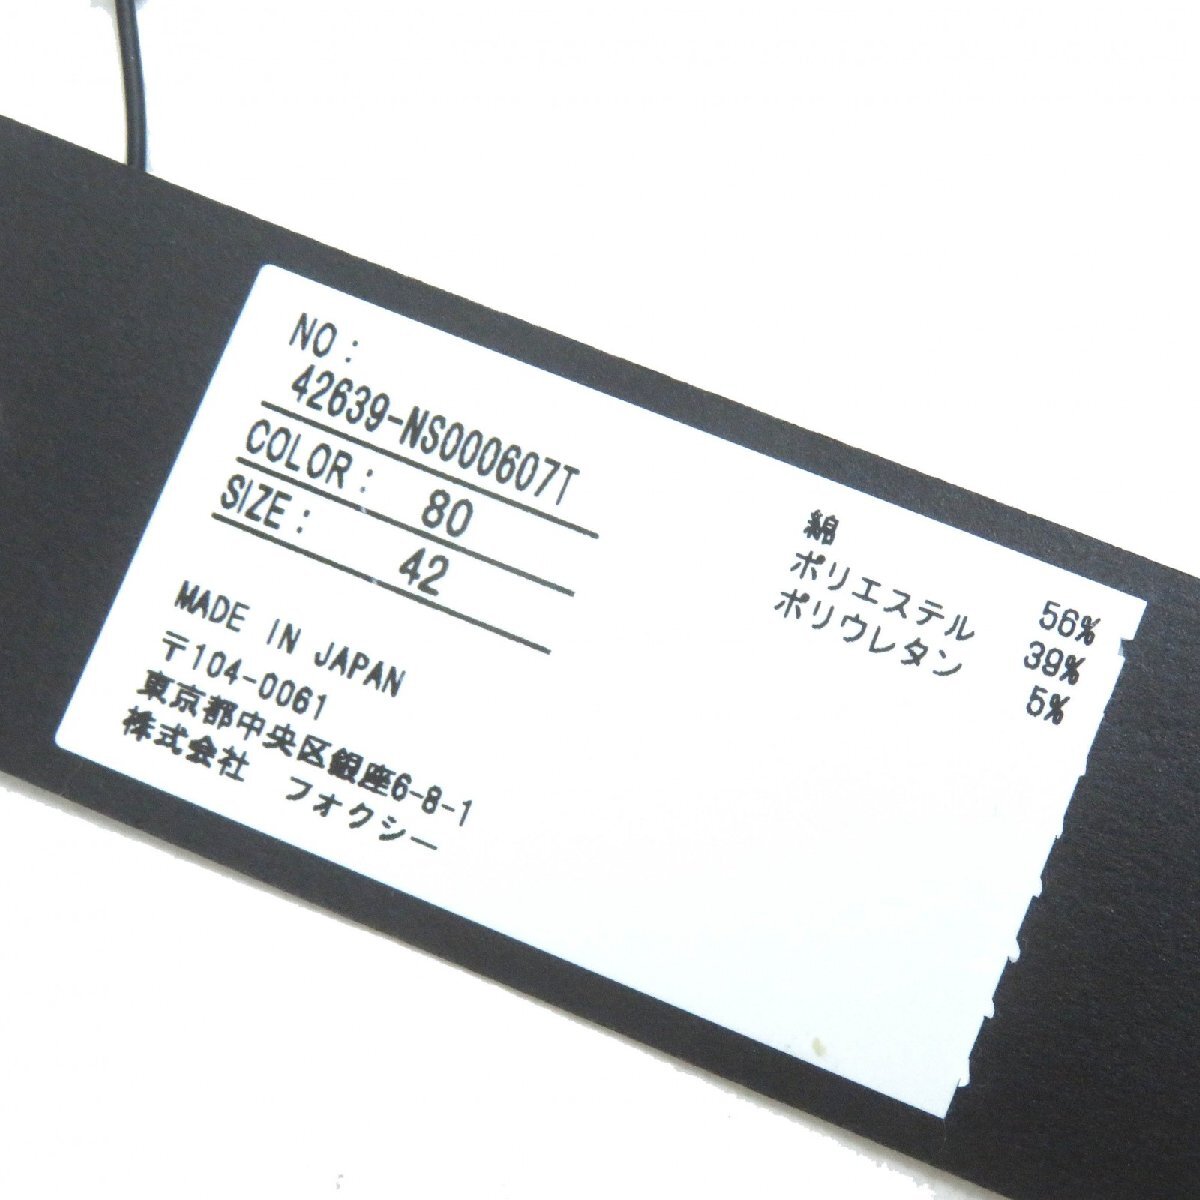 NO:
42639-NS000607T
COLOR: 80
SIZE: 42
MADE IN JAPAN
〒104-0061
東京都中央区銀座6-8-1
株式会社 フオクシー
綿 56%
ポリエステル 39%
ポリウレタン 5%